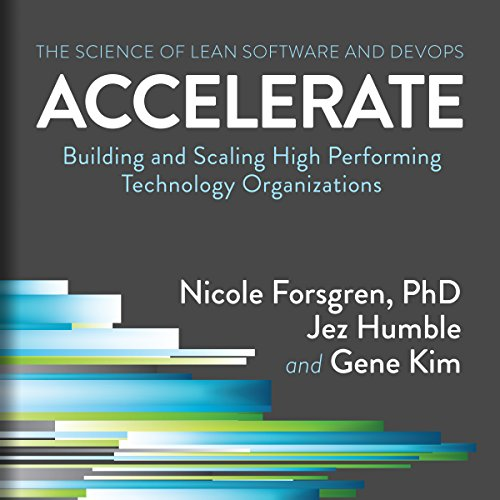 THE SCIENCE OF LEAN SOFTWARE AND DEVOPS
ACCELERATE
Building and Scaling High Performing
Technology Organizations
Nicole Forsgren, PhD
Jez Humble
and Gene Kim